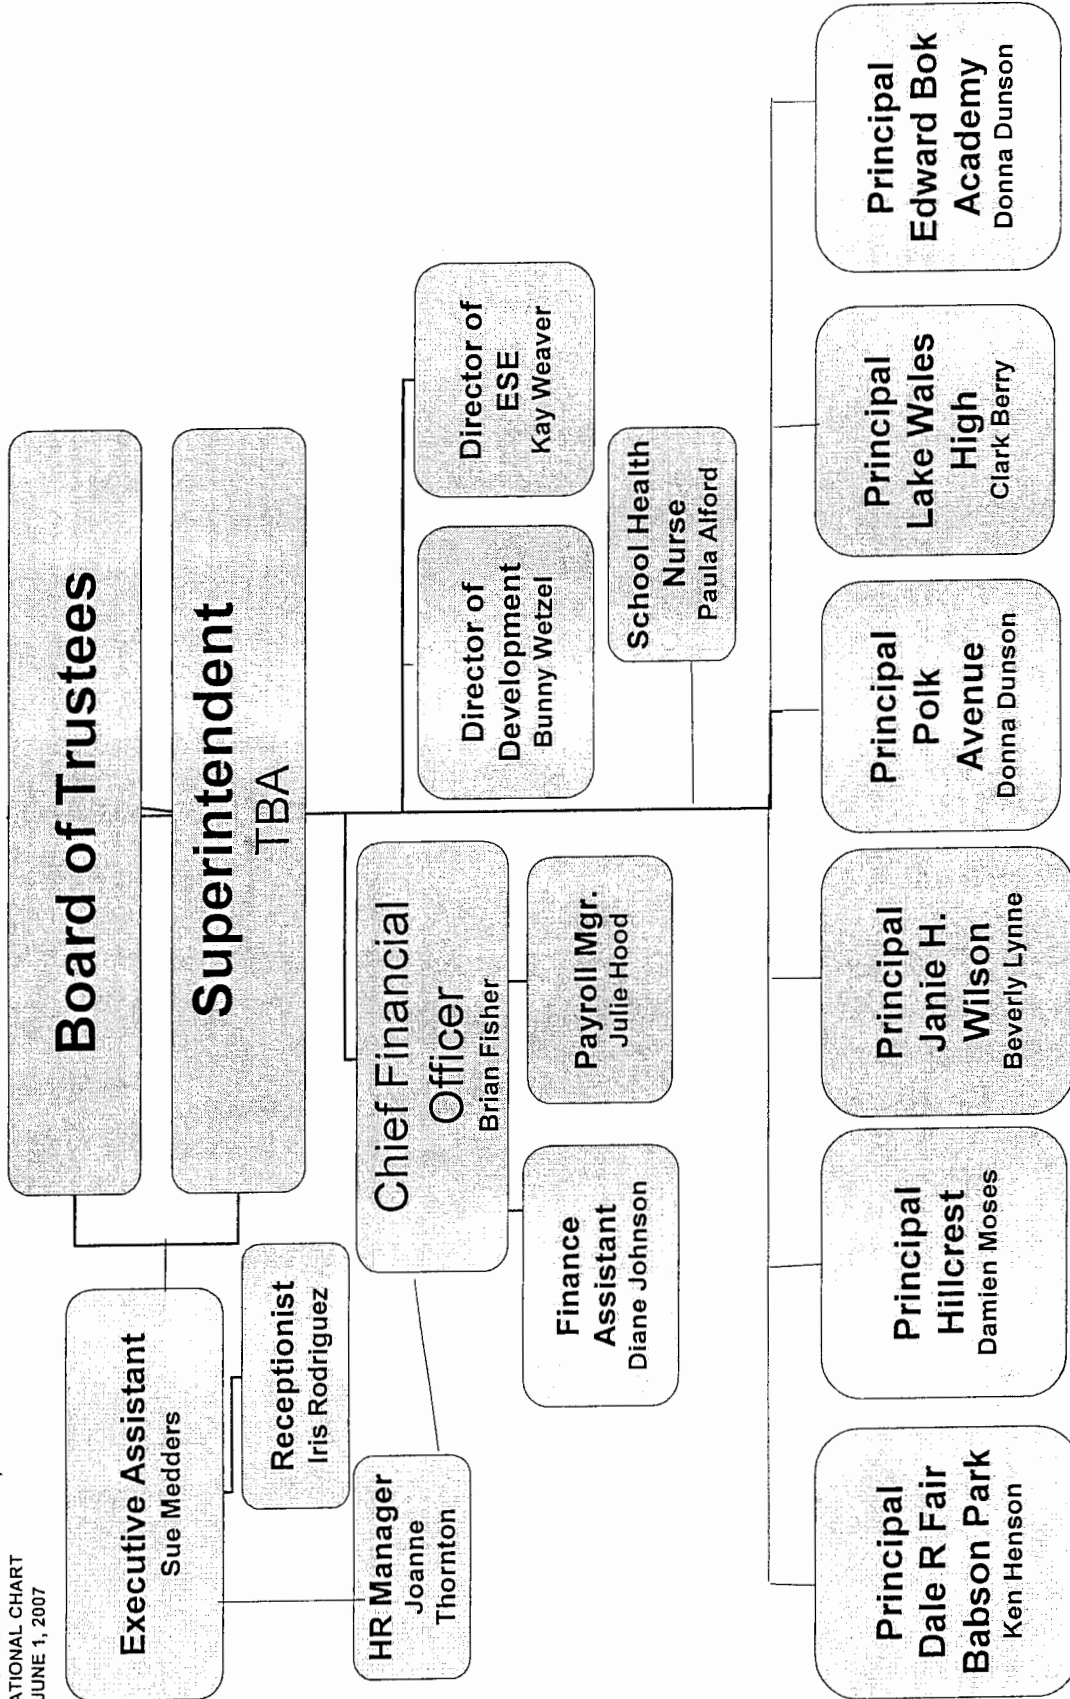 ATIONAL CHART
JUNE 1, 2007
Board of Trustees
Superintendent
TBA
Executive Assistant
Sue Medders
Receptionist
Iris Rodriguez
HR Manager
Joanne
Thornton
Chief Financial
Officer
Brian Fisher
Finance
Assistant
Diane Johnson
Payroll Mgr.
Julie Hood
Director of
Development
Bunny Wetzel
Director of
ESE
Kay Weaver
School Health
Nurse
Paula Alford
Principal
Dale R Fair
Babson Park
Ken Henson
Principal
Hillcrest
Damien Moses
Principal
Janie H.
Wilson
Beverly Lynne
Principal
Polk
Avenue
Donna Dunson
Principal
Lake Wales
High
Clark Berry
Principal
Edward Bok
Academy
Donna Dunson